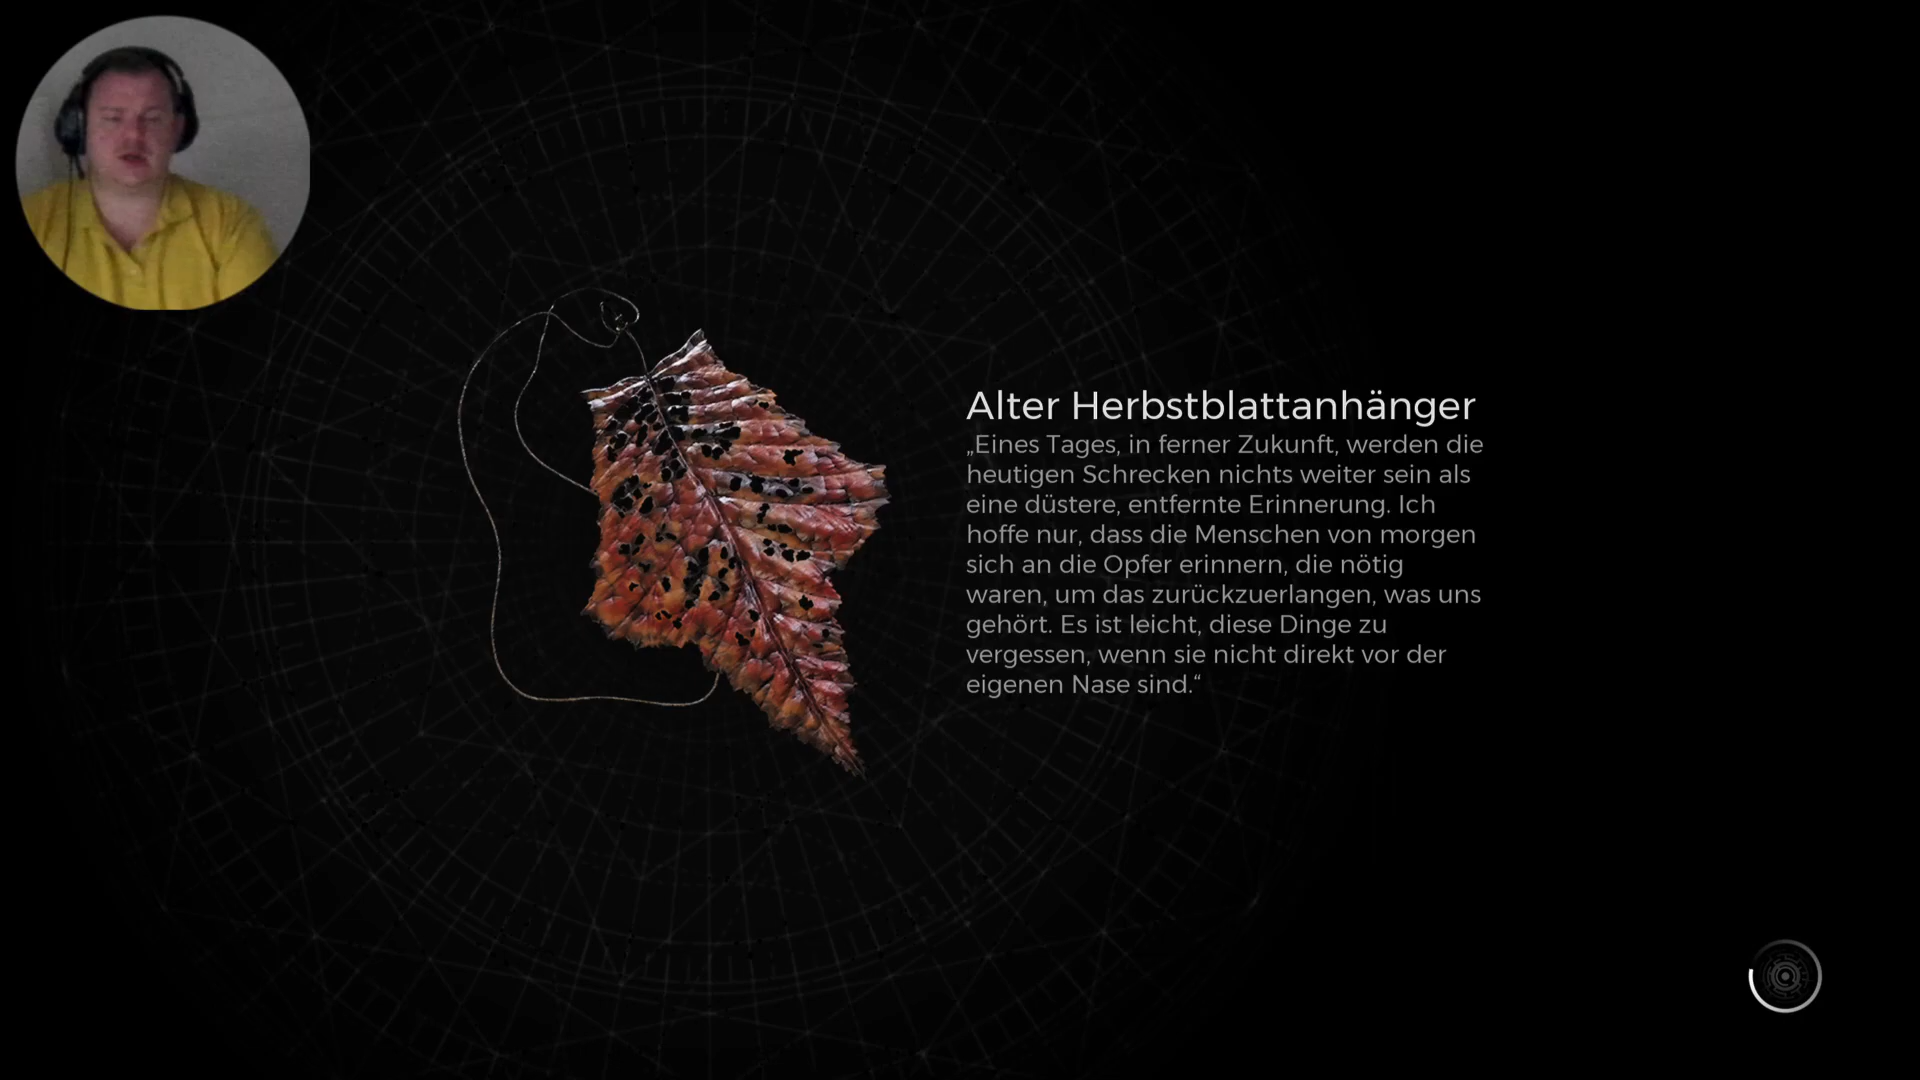 Alter Herbstblattanhänger
„Eines Tages, in ferner Zukunft, werden die
heutigen Schrecken nichts weiter sein als
eine düstere, entfernte Erinnerung. Ich
hoffe nur, dass die Menschen von morgen
sich an die Opfer erinnern, die nötig
waren, um das zurückzuerlangen, was uns
gehört. Es ist leicht, diese Dinge zu
vergessen, wenn sie nicht direkt vor der
eigenen Nase sind.“